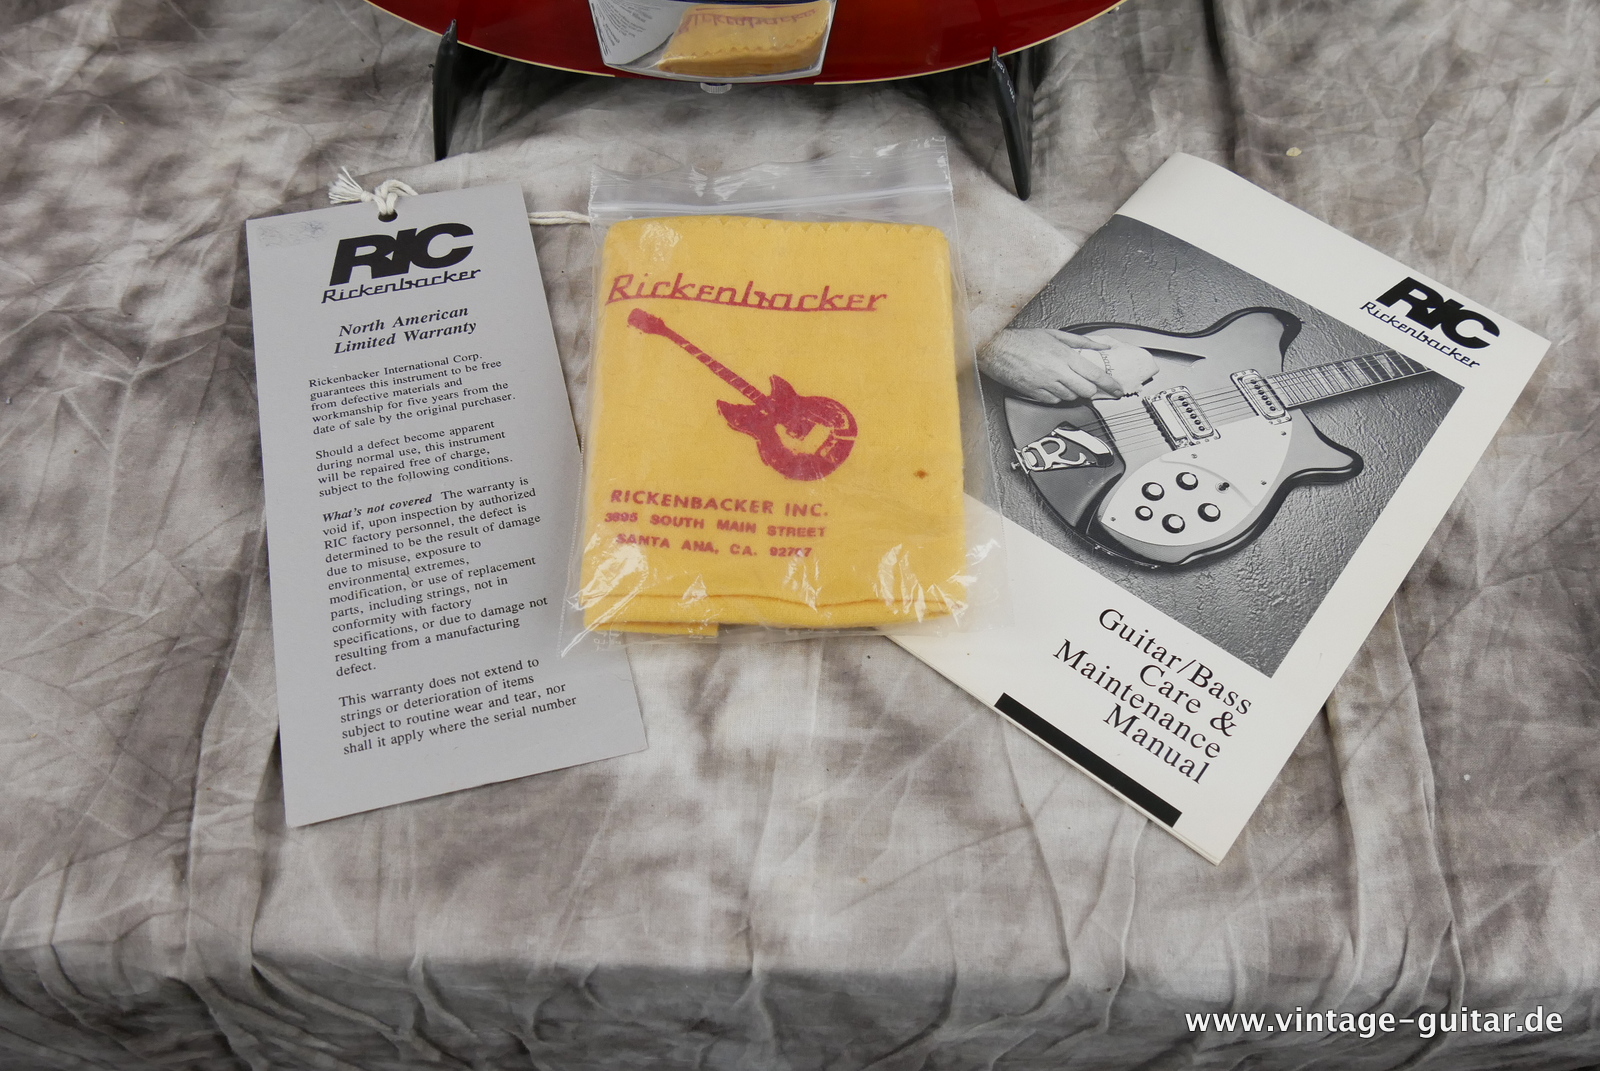 RIC
Rickenbacker
North American
Limited Warranty
Rickenbacker International Corp.
guarantees this instrument to be free
from defective materials and
workmanship for five years from the
date of sale by the original purchaser.
Should a defect become apparent
during normal use, this instrument
will be repaired free of charge,
subject to the following conditions.
What's not covered The warranty is
void if, upon inspection by authorized
RIC factory personnel, the defect is
determined to be the result of damage
due to misuse, exposure to
environmental extremes,
modification, or use of replacement
parts, including strings, not in
conformity with factory
specifications, or due to damage not
resulting from a manufacturing
defect.
This warranty does not extend to
strings or deterioration of items
subject to routine wear and tear, nor
shall it apply where the serial number
Rickenbacker
RICKENBACKER INC.
3895 SOUTH MAIN STREET
SANTA ANA, CA. 92707
RIC
Rickenbacker
R
Guitar/Bass
Care &
Maintenance
Manual
www.vintage-guitar.de